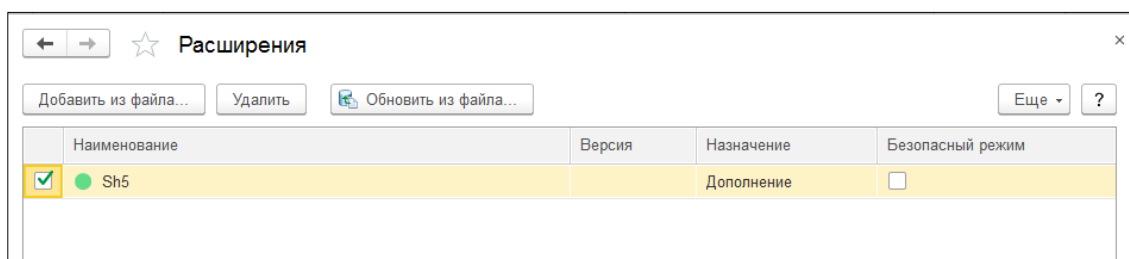 Расширения
Добавить из файла... Удалить Обновить из файла... Еще ?
Наименование Версия Назначение Безопасный режим
Sh5 Дополнение